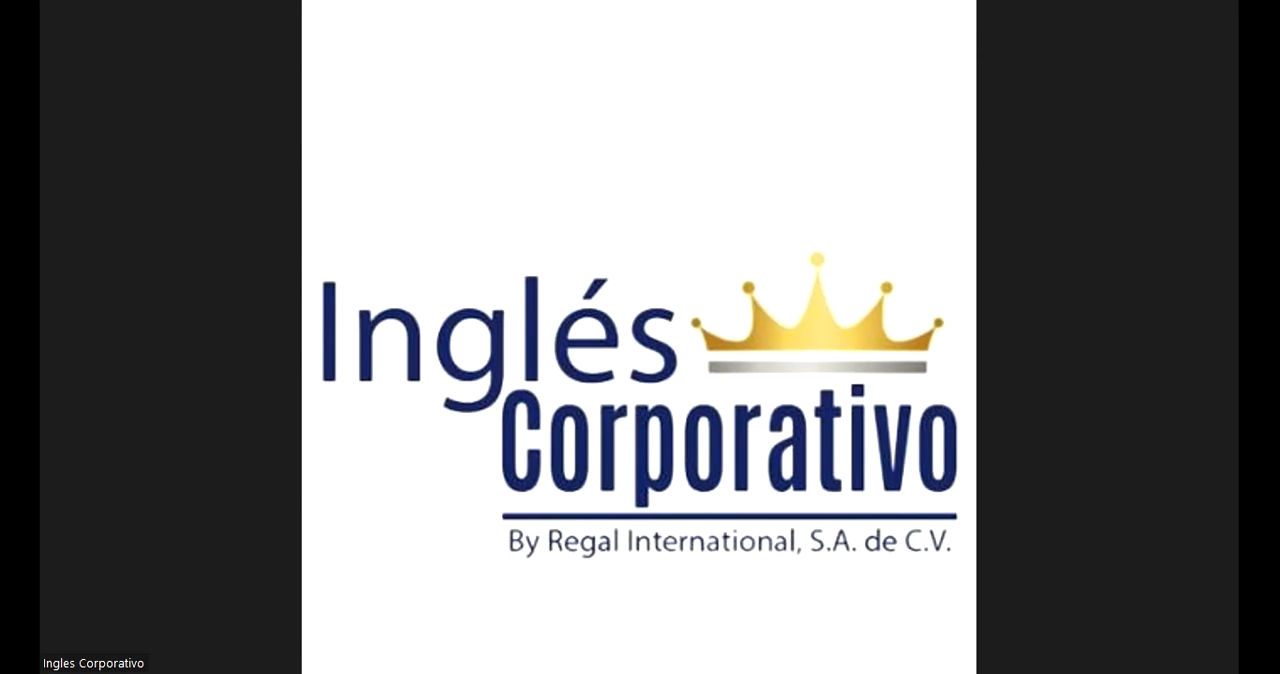 Inglés
Corporativo
By Regal International, S.A. de C.V.
Ingles Corporativo